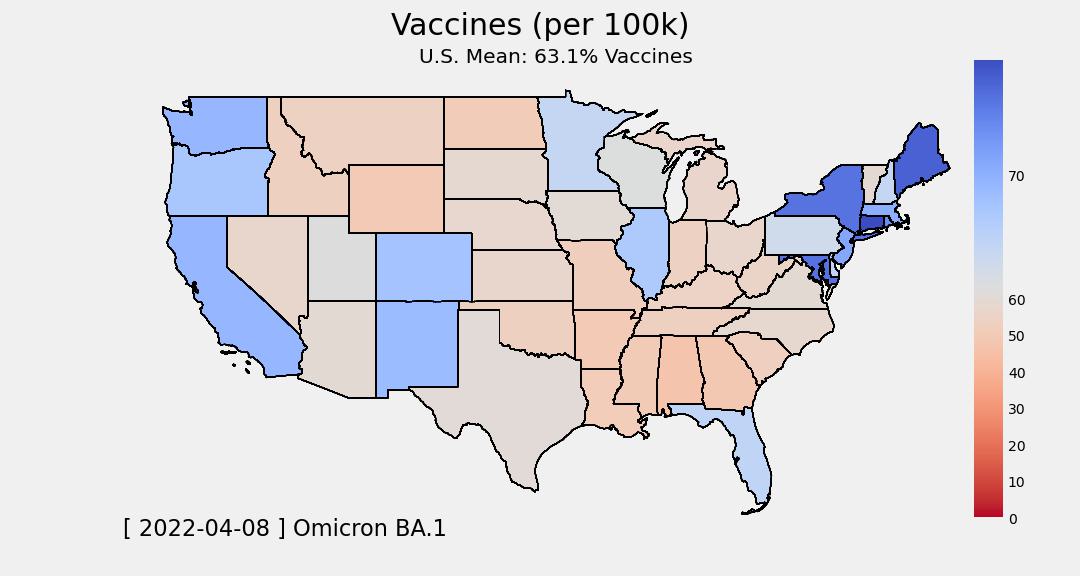 Vaccines (per 100k)
U.S. Mean: 63.1% Vaccines
70
60
50
40
30
20
10
0
[ 2022-04-08 ] Omicron BA.1